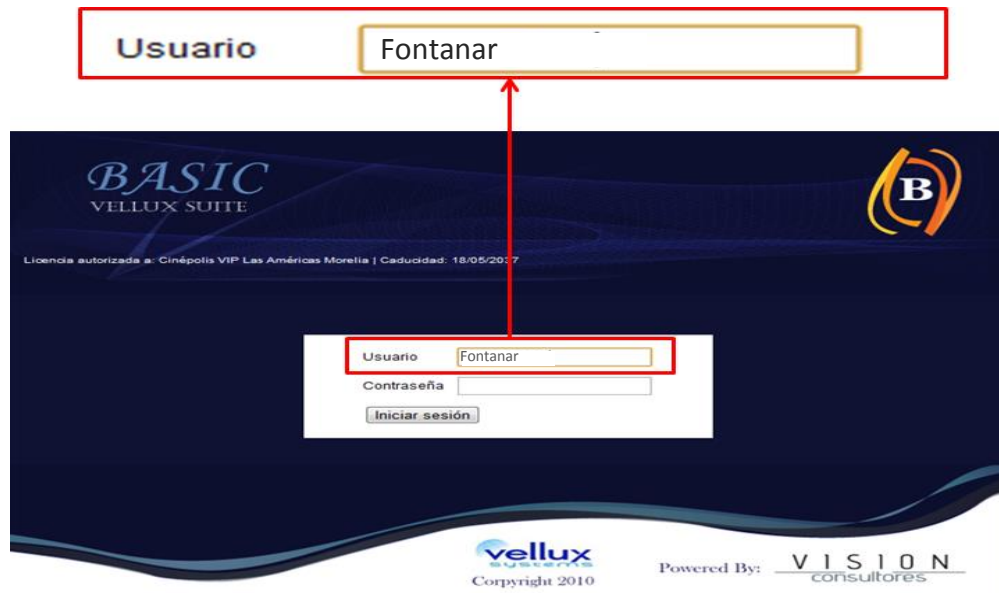 Usuario Fontanar
BASIC
VELLUX SUITE
B
Licencia autorizada a: Cinépolis VIP Las Américas Morelia | Caducidad: 18/05/2037
Usuario Fontanar
Contraseña
Iniciar sesión
vellux
systems
Corpyright 2010
Powered By:
VISION
consultores